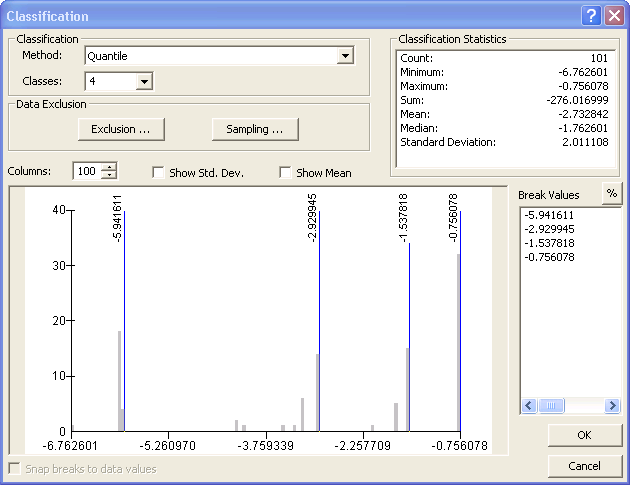 Classification
Classification
Method: Quantile
Classes: 4
Data Exclusion
Exclusion ...
Sampling ...
Classification Statistics
Count: 101
Minimum: -6.762601
Maximum: -0.756078
Sum: -276.016999
Mean: -2.732842
Median: -1.762601
Standard Deviation: 2.011108
Columns: 100 Show Std. Dev. Show Mean
Break Values %
-5.941611
-2.929945
-1.537818
-0.756078
-5.941611 -2.929945 -1.537818 -0.756078
40
30
20
10
0
-6.762601 -5.260970 -3.759339 -2.257709 -0.756078
Snap breaks to data values
OK
Cancel